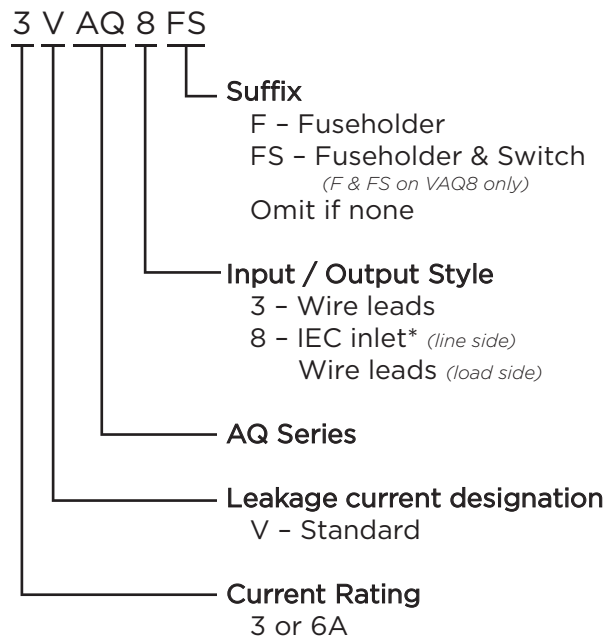 3 V AQ 8 FS
Suffix
F – Fuseholder
FS – Fuseholder & Switch
(F & FS on VAQ8 only)
Omit if none
Input / Output Style
3 – Wire leads
8 – IEC inlet* (line side)
Wire leads (load side)
AQ Series
Leakage current designation
V – Standard
Current Rating
3 or 6A